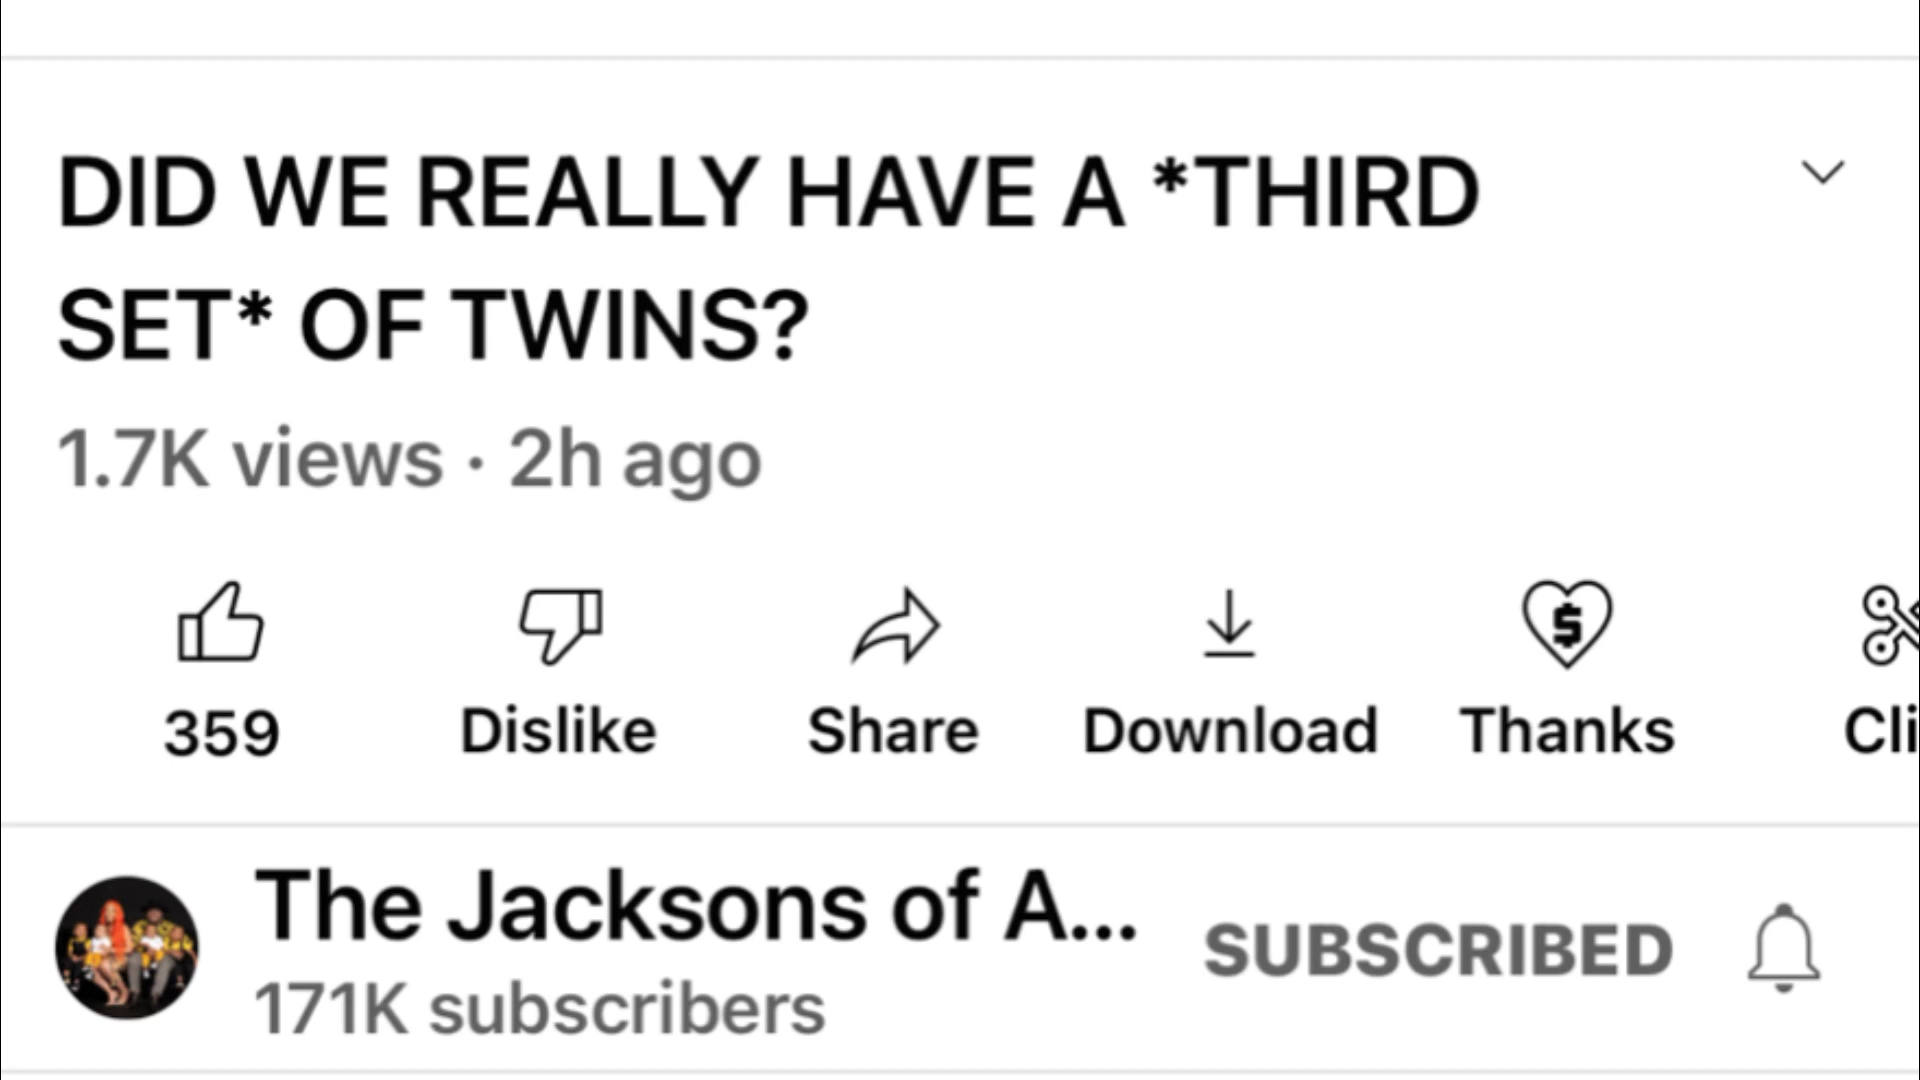 DID WE REALLY HAVE A *THIRD
SET* OF TWINS?
1.7K views · 2h ago
359 Dislike Share Download Thanks Cli
The Jacksons of A...
SUBSCRIBED
171K subscribers